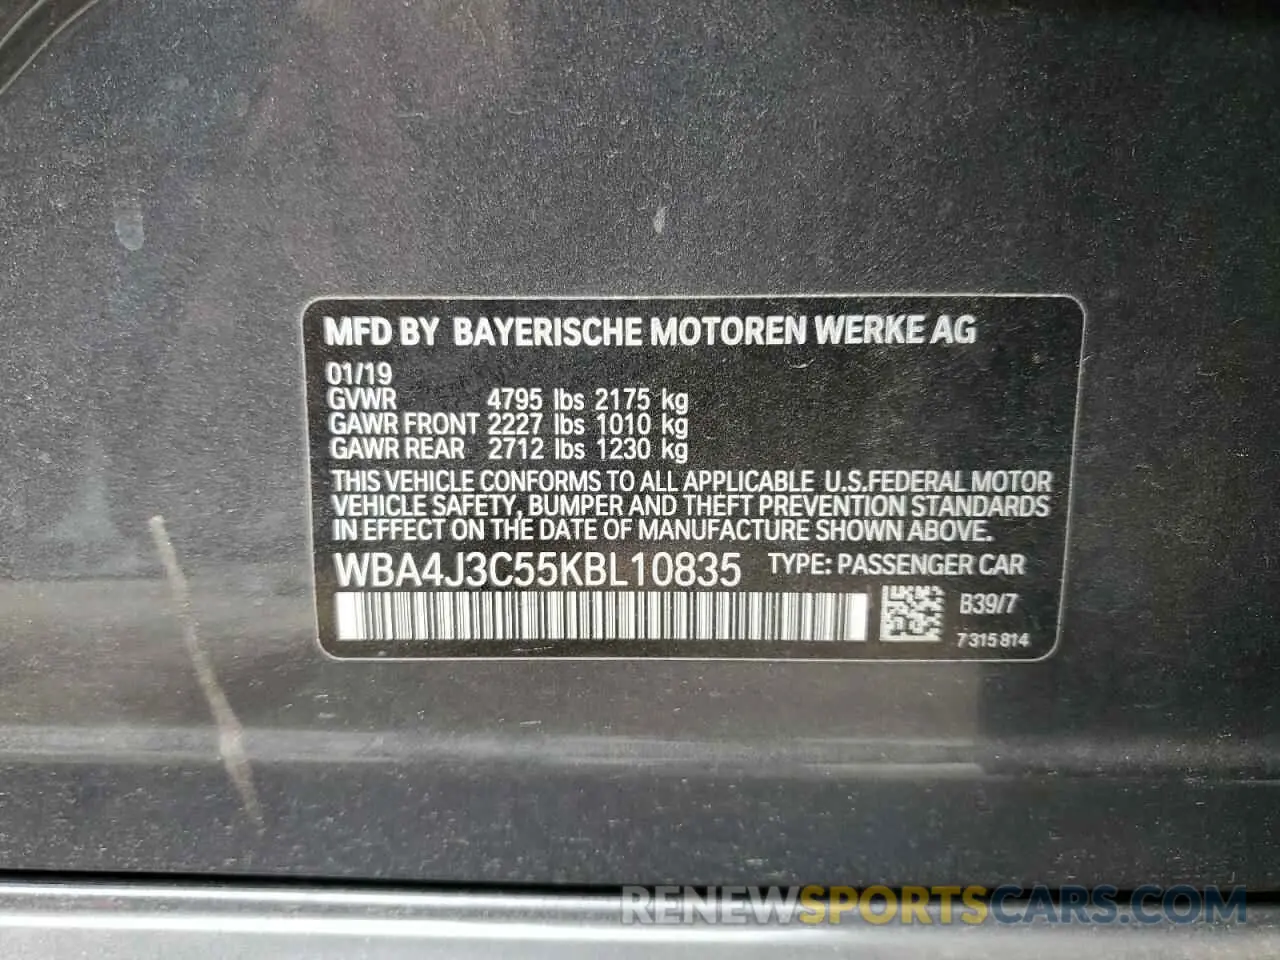 MFD BY BAYERISCHE MOTOREN WERKE AG
01/19
GVWR 4795 lbs 2175 kg
GAWR FRONT 2227 lbs 1010 kg
GAWR REAR 2712 lbs 1230 kg
THIS VEHICLE CONFORMS TO ALL APPLICABLE U.S.FEDERAL MOTOR
VEHICLE SAFETY, BUMPER AND THEFT PREVENTION STANDARDS
IN EFFECT ON THE DATE OF MANUFACTURE SHOWN ABOVE.
WBA4J3C55KBL10835 TYPE: PASSENGER CAR
B39/7
7315814
RENEWSPORTSCARS.COM